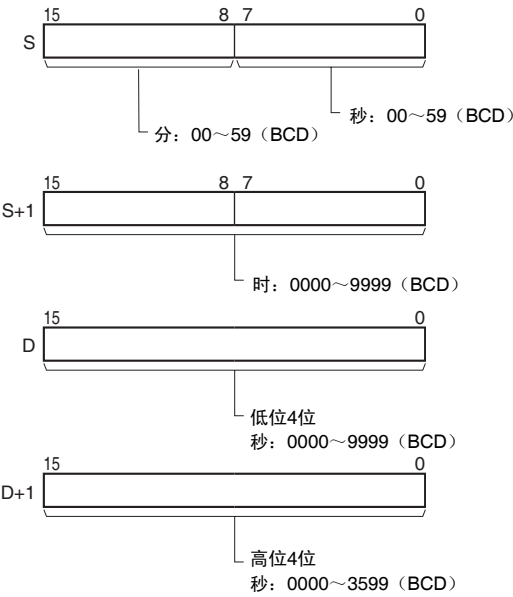 15 8 7 0
S
秒：00～59（BCD）
分：00～59（BCD）
15 8 7 0
S+1
时：0000～9999（BCD）
15 0
D
低位4位
秒：0000～9999（BCD）
15 0
D+1
高位4位
秒：0000～3599（BCD）